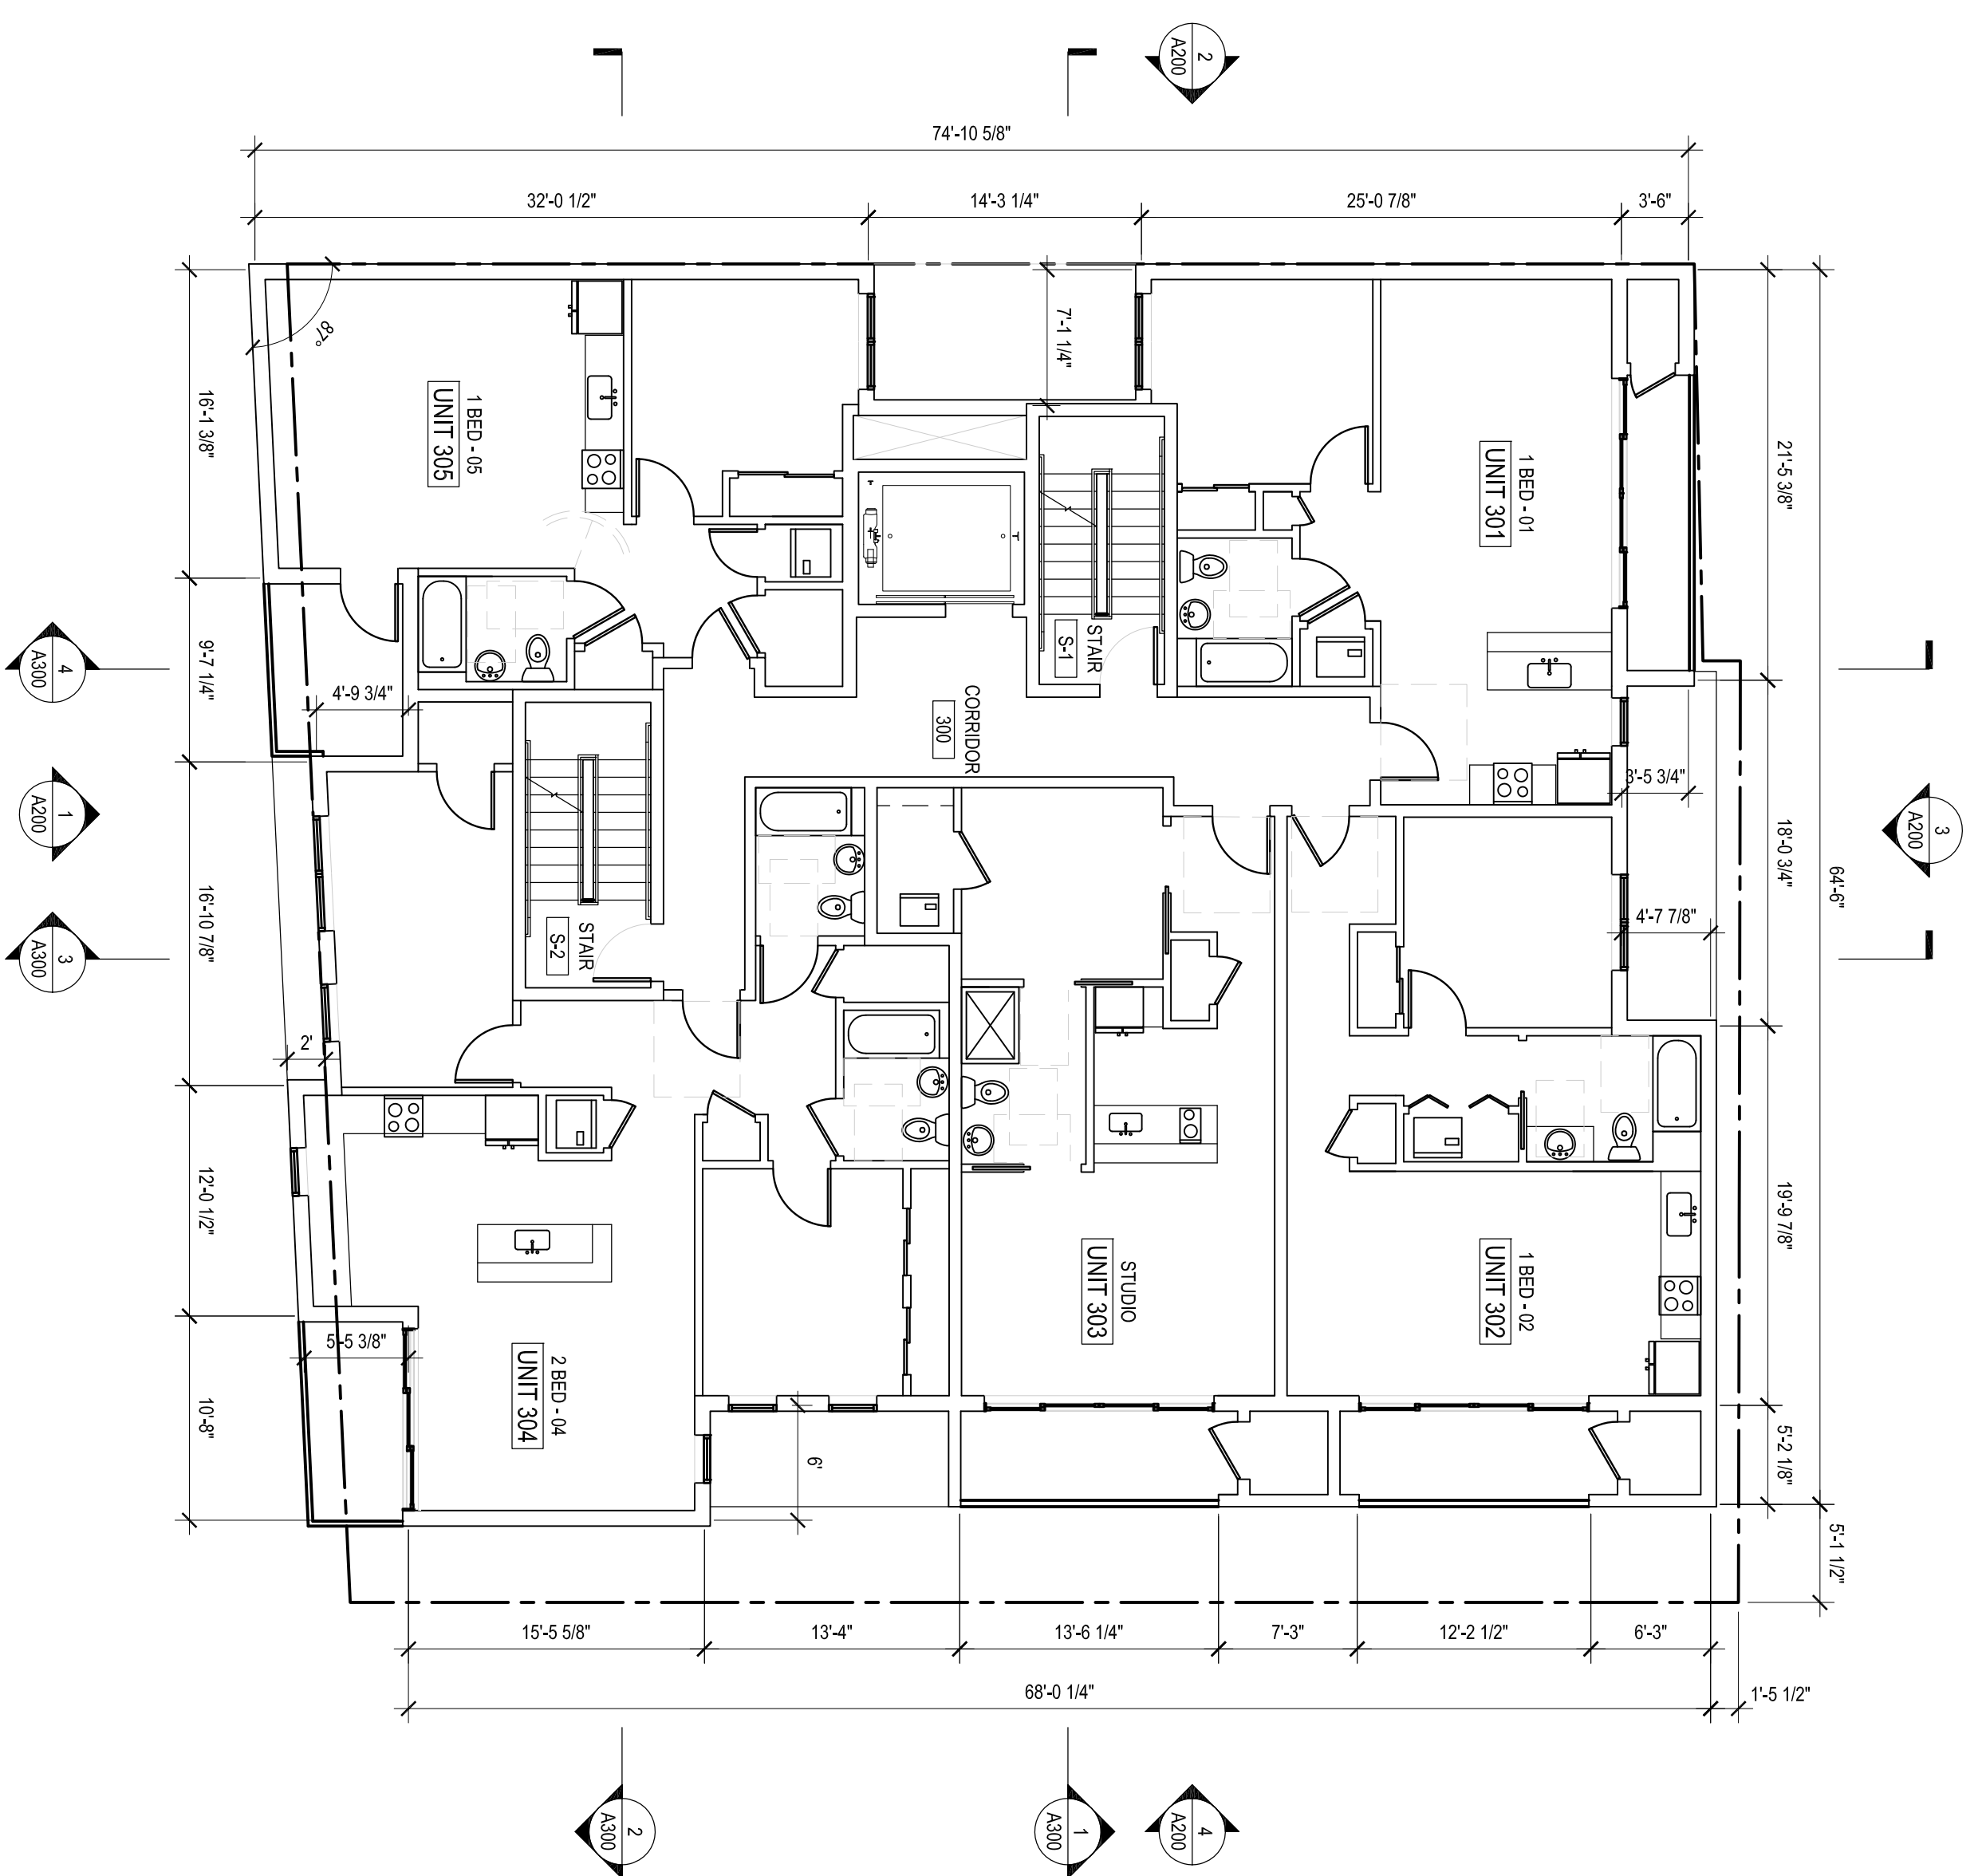 2
A200
74'-10 5/8"
32'-0 1/2"
14'-3 1/4"
25'-0 7/8"
3'-6"
87°
7'-1 1/4"
16'-1 3/8"
1 BED - 05
UNIT 305
1 BED - 01
UNIT 301
21'-5 3/8"
STAIR
S-1
4
A300
9'-7 1/4"
4'-9 3/4"
CORRIDOR
300
3'-5 3/4"
1
A200
3
A200
18'-0 3/4"
64'-6"
16'-10 7/8"
STAIR
S-2
4'-7 7/8"
3
A300
2'
12'-0 1/2"
19'-9 7/8"
STUDIO
UNIT 303
1 BED - 02
UNIT 302
5'-5 3/8"
2 BED - 04
UNIT 304
10'-8"
6'
5'-2 1/8"
5'-1 1/2"
15'-5 5/8"
13'-4"
13'-6 1/4"
7'-3"
12'-2 1/2"
6'-3"
68'-0 1/4"
1'-5 1/2"
2
A300
1
A300
4
A200